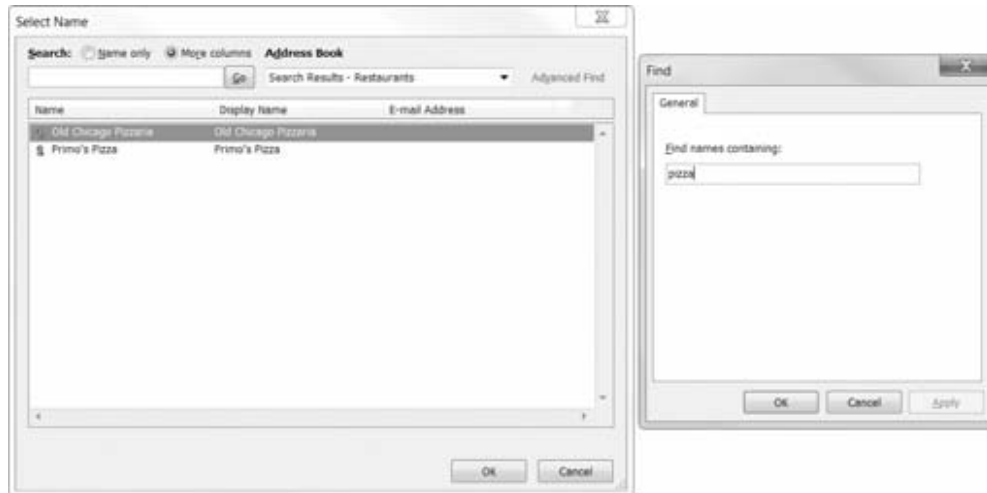 Select Name
Search: Name only More columns Address Book
Go Search Results - Restaurants Advanced Find
Name Display Name E-mail Address
Old Chicago Pizzaria Old Chicago Pizzaria
Primo's Pizza Primo's Pizza
OK Cancel
Find
General
Find names containing:
pizza
OK Cancel Apply